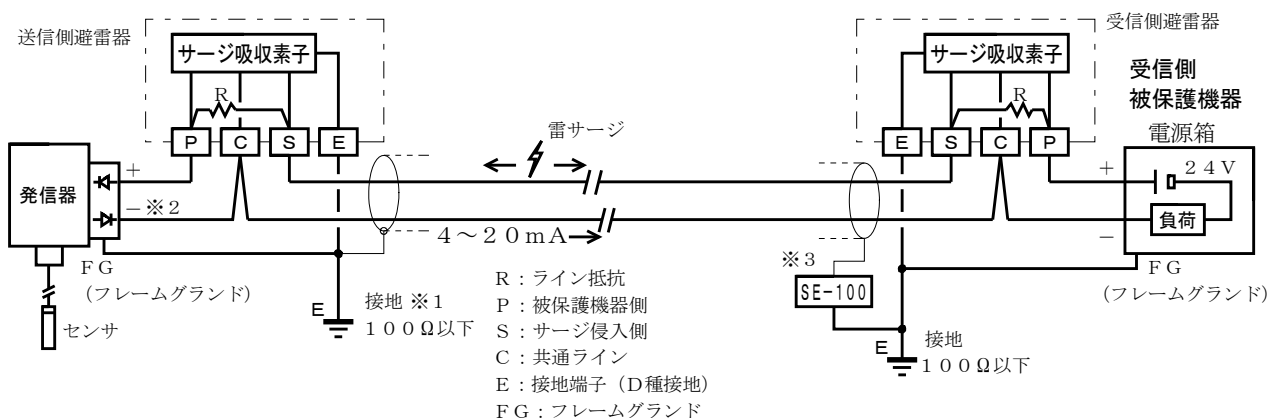 送信側避雷器
サージ吸収素子
R
P C S E
発信器
+
−※2
FG
(フレームグランド)
センサ
E
接地 ※1
100Ω以下
雷サージ
4~20mA
R:ライン抵抗
P:被保護機器側
S:サージ侵入側
C:共通ライン
E:接地端子(D種接地)
FG:フレームグランド
受信側避雷器
サージ吸収素子
R
E S C P
受信側
被保護機器
電源箱
+
24V
負荷
−
FG
(フレームグランド)
※3
SE-100
E
接地
100Ω以下